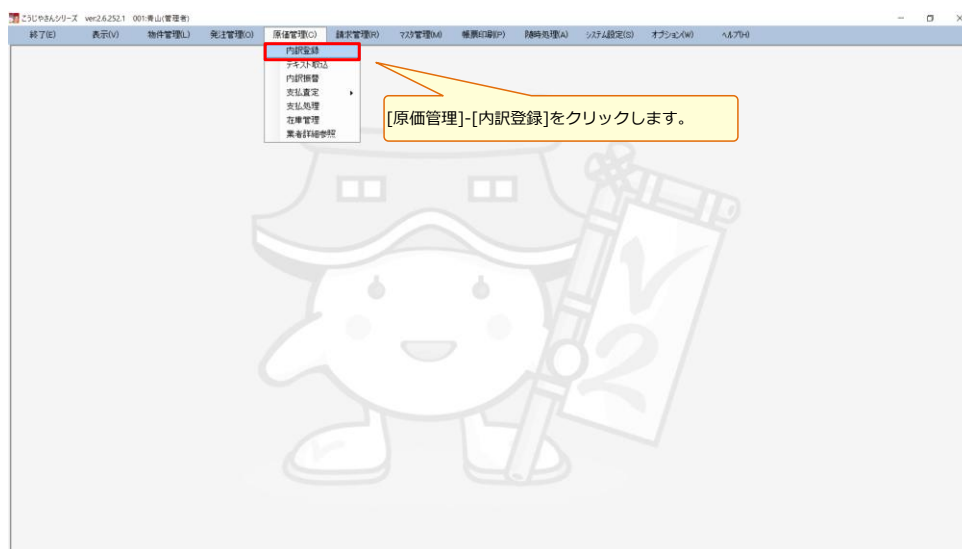 こうじやさんシリーズ ver.2.6.252.1 001:青山(管理者)
終了(E) 表示(V) 物件管理(L) 発注管理(O) 原価管理(C) 請求管理(R) マスタ管理(M) 帳票印刷(P) 随時処理(A) システム設定(S) オプション(W) ヘルプ(H)
内訳登録
テキスト取込
内訳振替
支払査定
支払処理
在庫管理
業者詳細参照
[原価管理]-[内訳登録]をクリックします。
V2